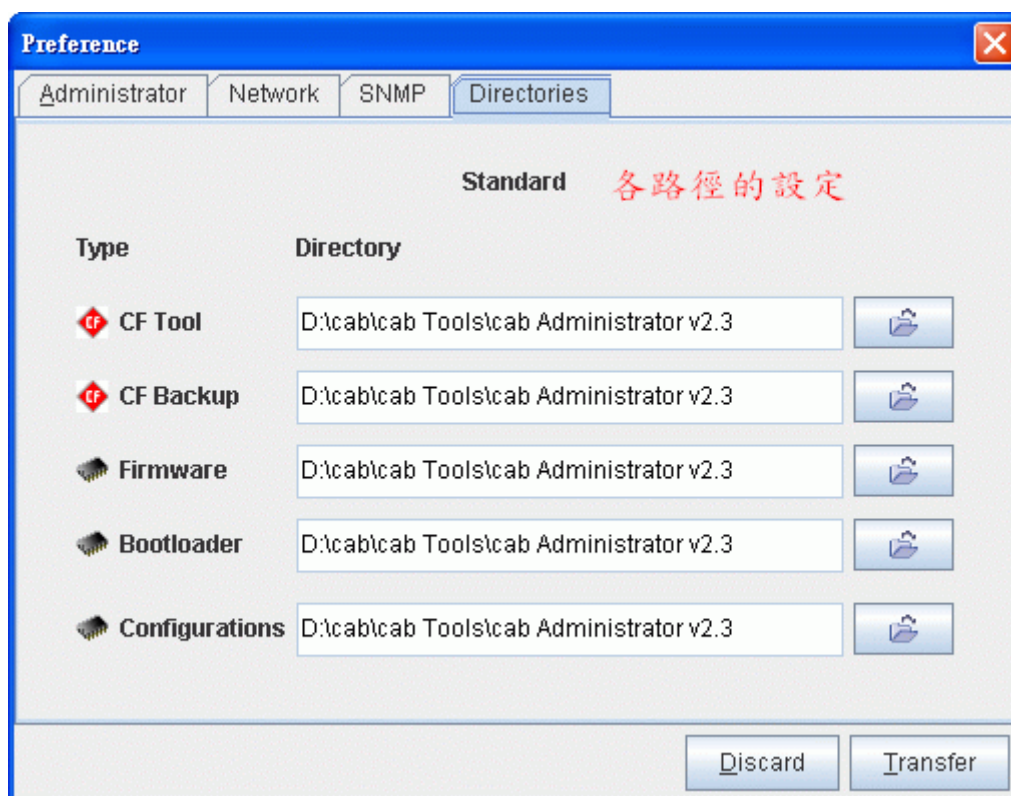 Preference
Administrator Network SNMP Directories
Standard 各路徑的設定
Type Directory
CF CF Tool D:\cab\cab Tools\cab Administrator v2.3
CF CF Backup D:\cab\cab Tools\cab Administrator v2.3
Firmware D:\cab\cab Tools\cab Administrator v2.3
Bootloader D:\cab\cab Tools\cab Administrator v2.3
Configurations D:\cab\cab Tools\cab Administrator v2.3
Discard Transfer